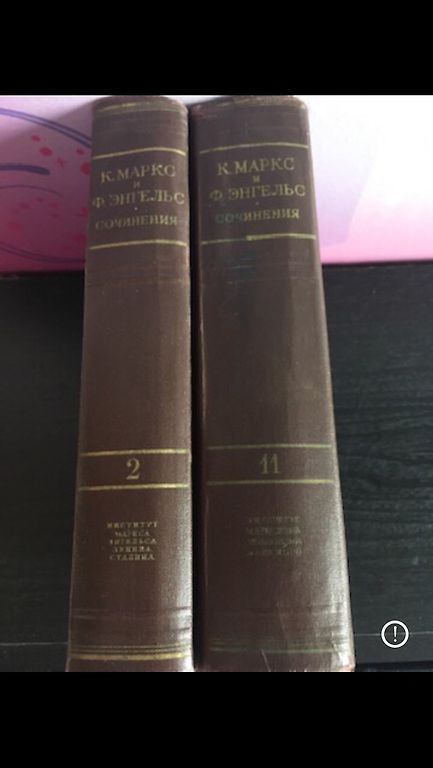 К. МАРКС
И
Ф. ЭНГЕЛЬС
СОЧИНЕНИЯ
2
ИНСТИТУТ
МАРКСА
ЭНГЕЛЬСА
ЛЕНИНА
СТАЛИНА
К. МАРКС
И
Ф. ЭНГЕЛЬС
СОЧИНЕНИЯ
11